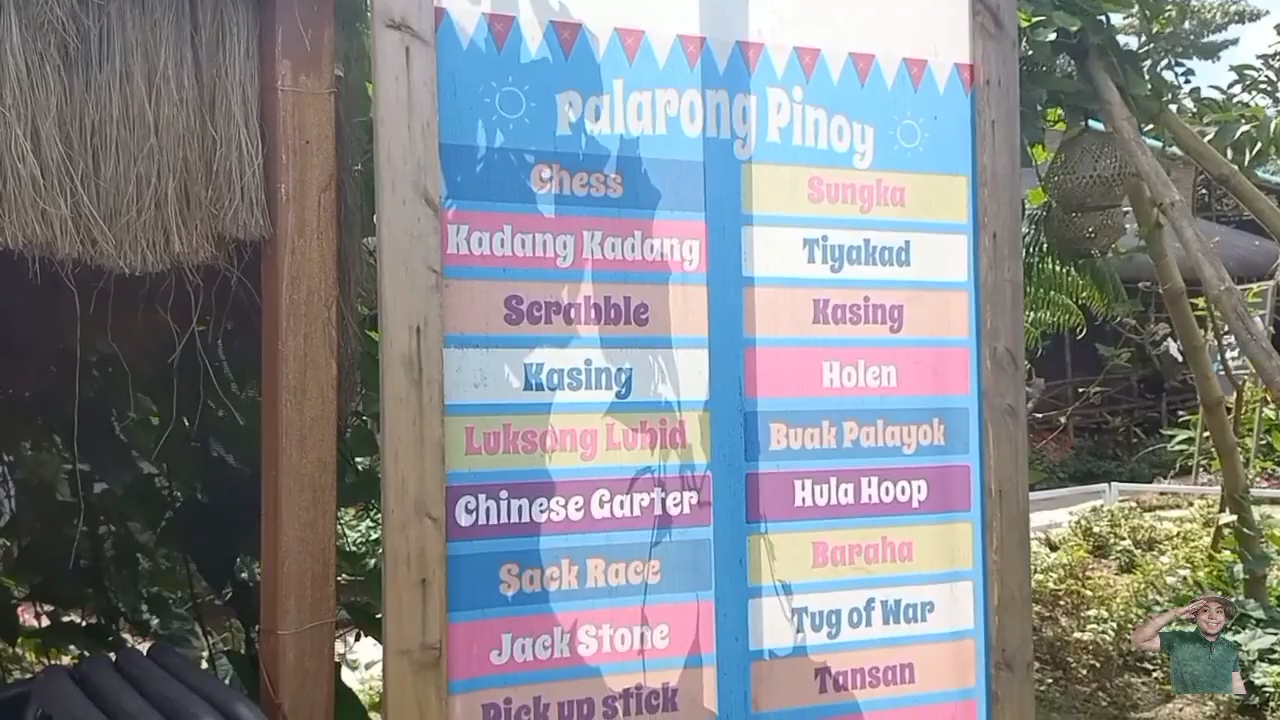 Palarong Pinoy
Chess
Kadang Kadang
Scrabble
Kasing
Luksong Lubid
Chinese Garter
Sack Race
Jack Stone
Pick up stick
Sungka
Tiyakad
Kasing
Holen
Buak Palayok
Hula Hoop
Baraha
Tug of War
Tansan